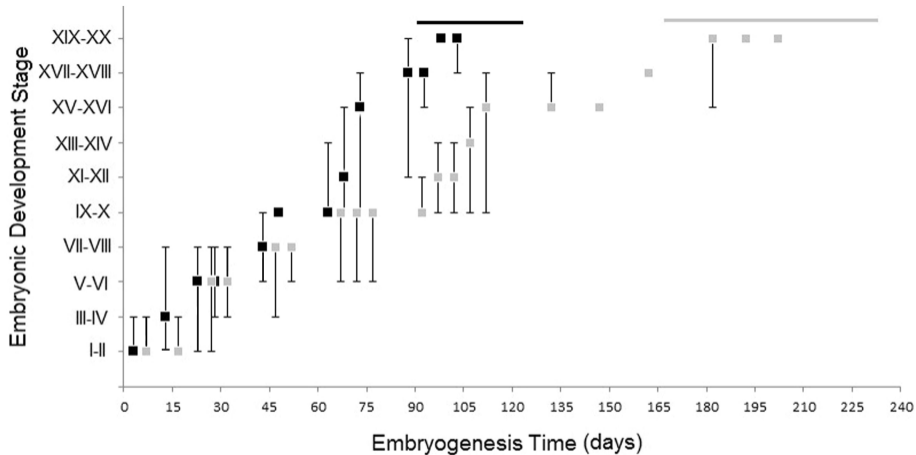 Embryonic Development Stage
XIX-XX
XVII-XVIII
XV-XVI
XIII-XIV
XI-XII
IX-X
VII-VIII
V-VI
III-IV
I-II
0 15 30 45 60 75 90 105 120 135 150 165 180 195 210 225 240
Embryogenesis Time (days)